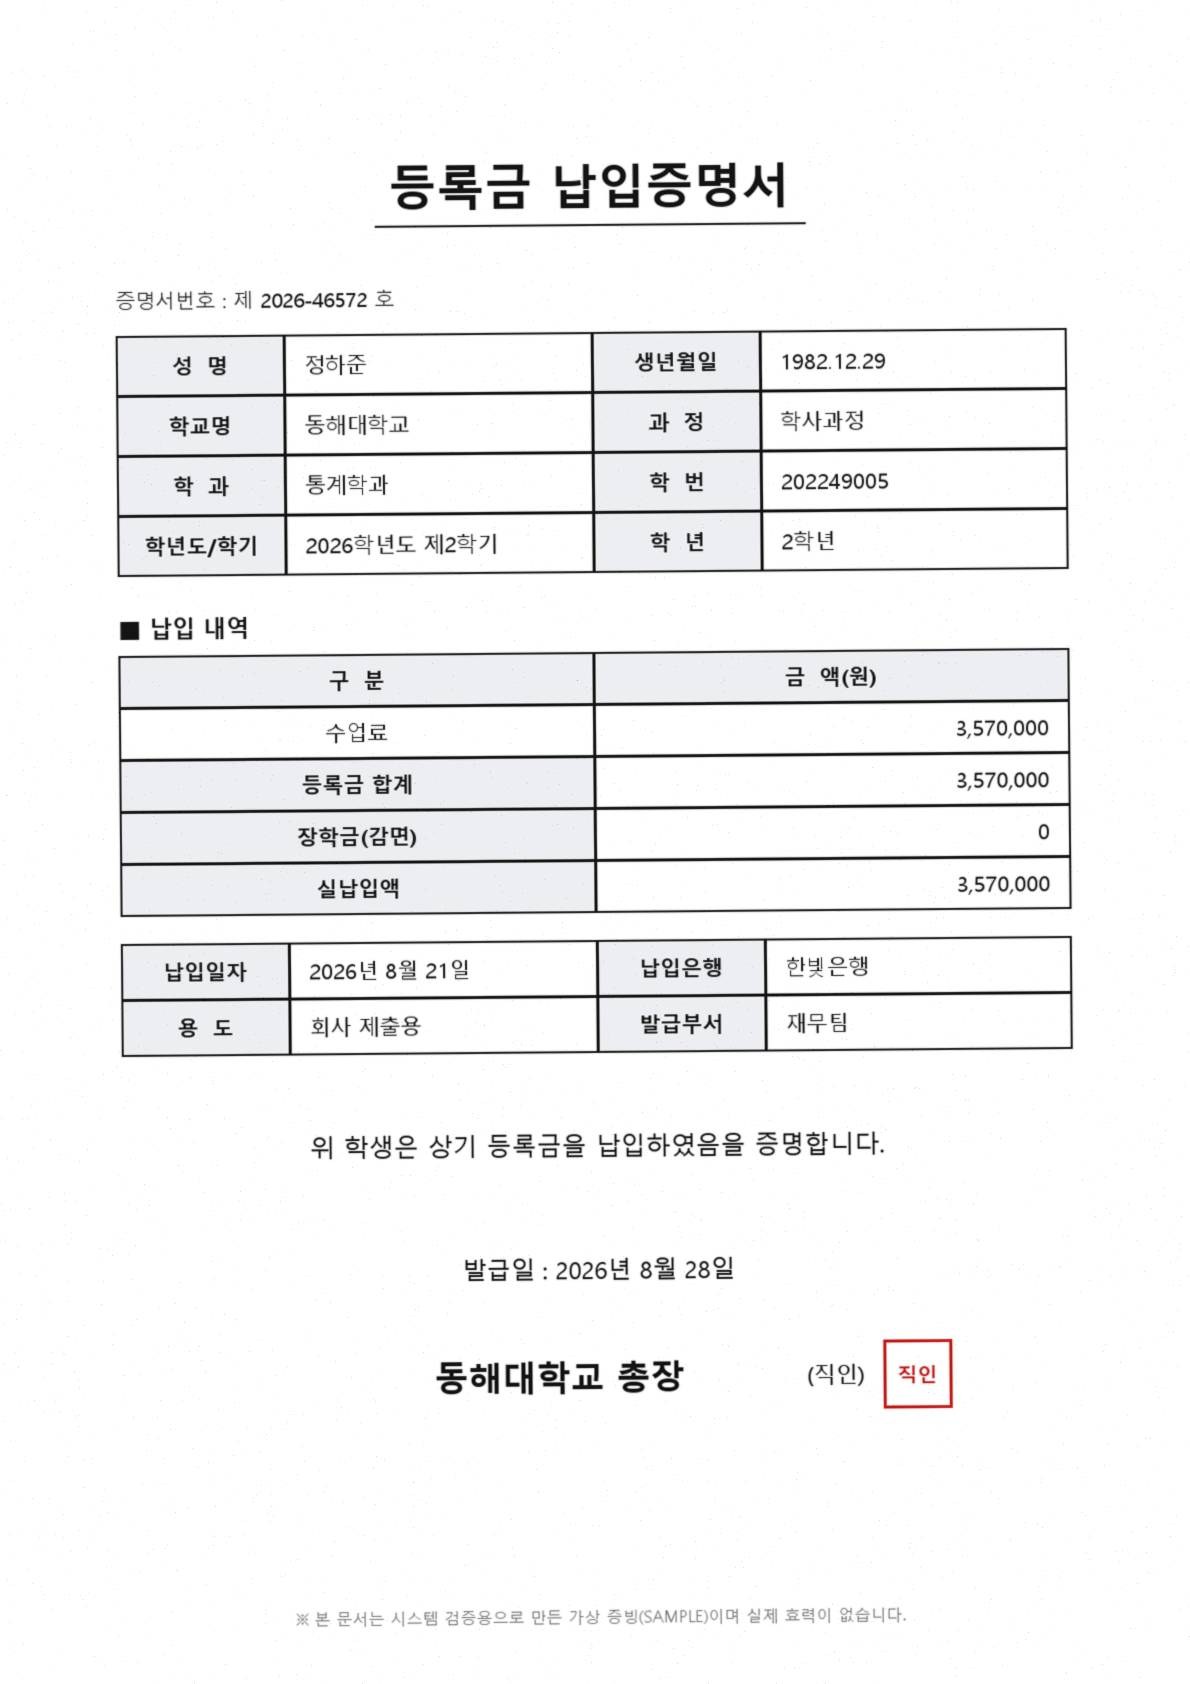 등록금 납입증명서
증명서번호 : 제 2026-46572 호
성 명 정하준 생년월일 1982.12.29
학교명 동해대학교 과 정 학사과정
학 과 통계학과 학 번 202249005
학년도/학기 2026학년도 제2학기 학 년 2학년
■ 납입 내역
구 분 금 액(원)
수업료 3,570,000
등록금 합계 3,570,000
장학금(감면) 0
실납입액 3,570,000
납입일자 2026년 8월 21일 납입은행 한빛은행
용 도 회사 제출용 발급부서 재무팀
위 학생은 상기 등록금을 납입하였음을 증명합니다.
발급일 : 2026년 8월 28일
동해대학교 총장 (직인) 직인
※ 본 문서는 시스템 검증용으로 만든 가상 증빙(SAMPLE)이며 실제 효력이 없습니다.